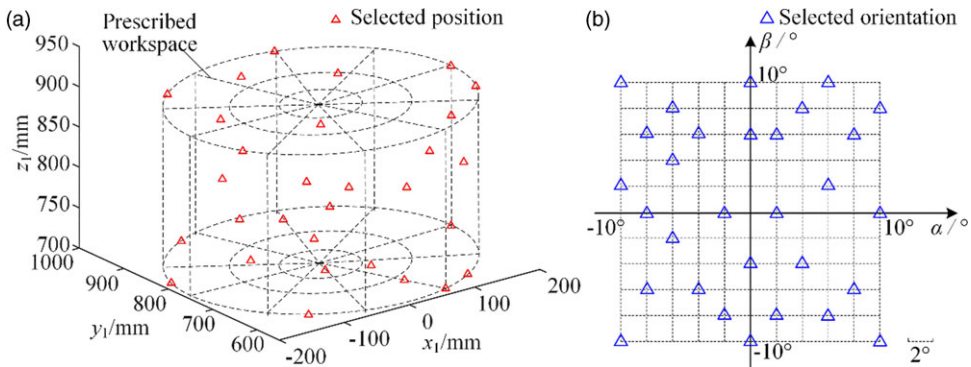 (a)
△ Selected position
Prescribed
workspace
950
900
850
800
750
700
z₁/mm
1000
900
800
700
600
y₁/mm
-200
-100
0
100
200
x₁/mm
(b)
△ Selected orientation
β/°
10°
-10°
10°
α/°
-10°
2°